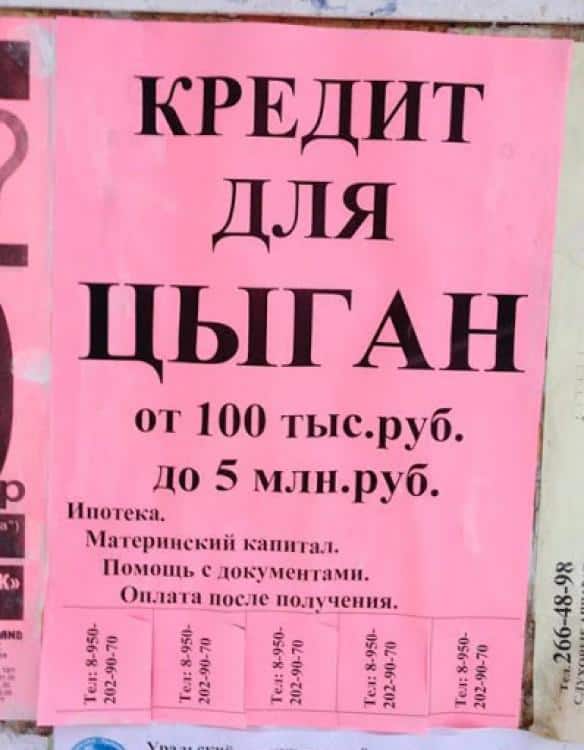 КРЕДИТ
ДЛЯ
ЦЫГАН
от 100 тыс.руб.
до 5 млн.руб.
Ипотека.
Материнский капитал.
Помощь с документами.
Оплата после получения.
Тел: 8-950-
202-90-70
Тел: 8-950-
202-90-70
Тел: 8-950-
202-90-70
Тел: 8-950-
202-90-70
Тел: 8-950-
202-90-70
Тел.266-48-98